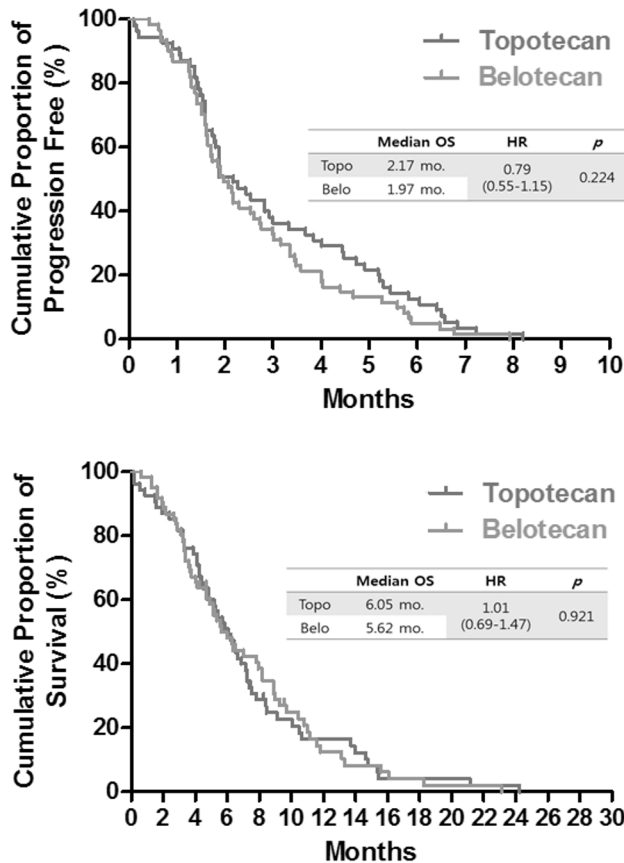 Cumulative Proportion of
Progression Free (%)
100
80
60
40
20
0
0 1 2 3 4 5 6 7 8 9 10
Months
Topotecan
Belotecan
Median OS HR p
Topo 2.17 mo. 0.79 (0.55-1.15) 0.224
Belo 1.97 mo.
Cumulative Proportion of
Survival (%)
100
80
60
40
20
0
0 2 4 6 8 10 12 14 16 18 20 22 24 26 28 30
Months
Topotecan
Belotecan
Median OS HR p
Topo 6.05 mo. 1.01 (0.69-1.47) 0.921
Belo 5.62 mo.